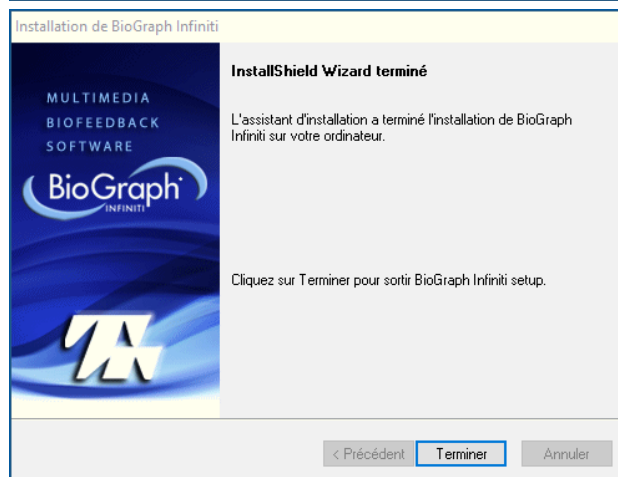 Installation de BioGraph Infiniti
InstallShield Wizard terminé
MULTIMEDIA
BIOFEEDBACK
SOFTWARE
BioGraph
INFINITI
L'assistant d'installation a terminé l'installation de BioGraph
Infiniti sur votre ordinateur.
Cliquez sur Terminer pour sortir BioGraph Infiniti setup.
< Précédent
Terminer
Annuler